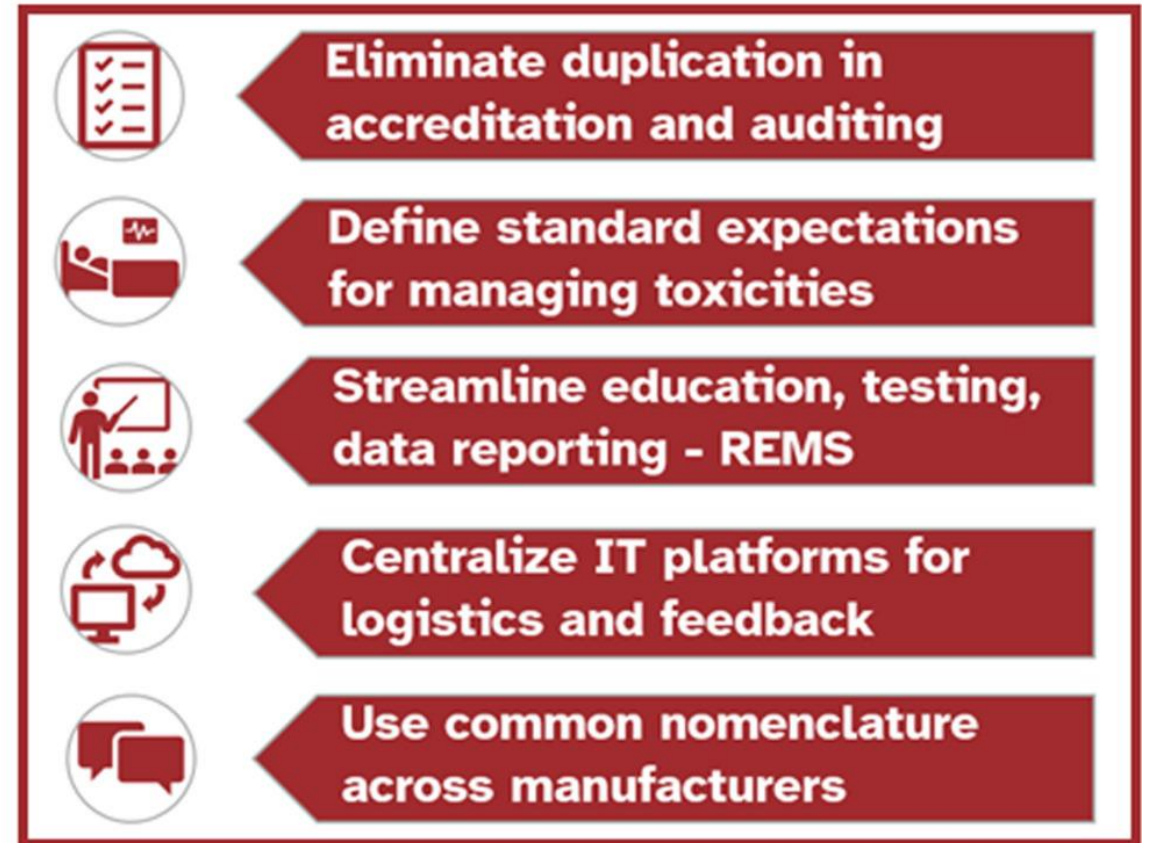 Eliminate duplication in
accreditation and auditing
Define standard expectations
for managing toxicities
Streamline education, testing,
data reporting - REMS
Centralize IT platforms for
logistics and feedback
Use common nomenclature
across manufacturers